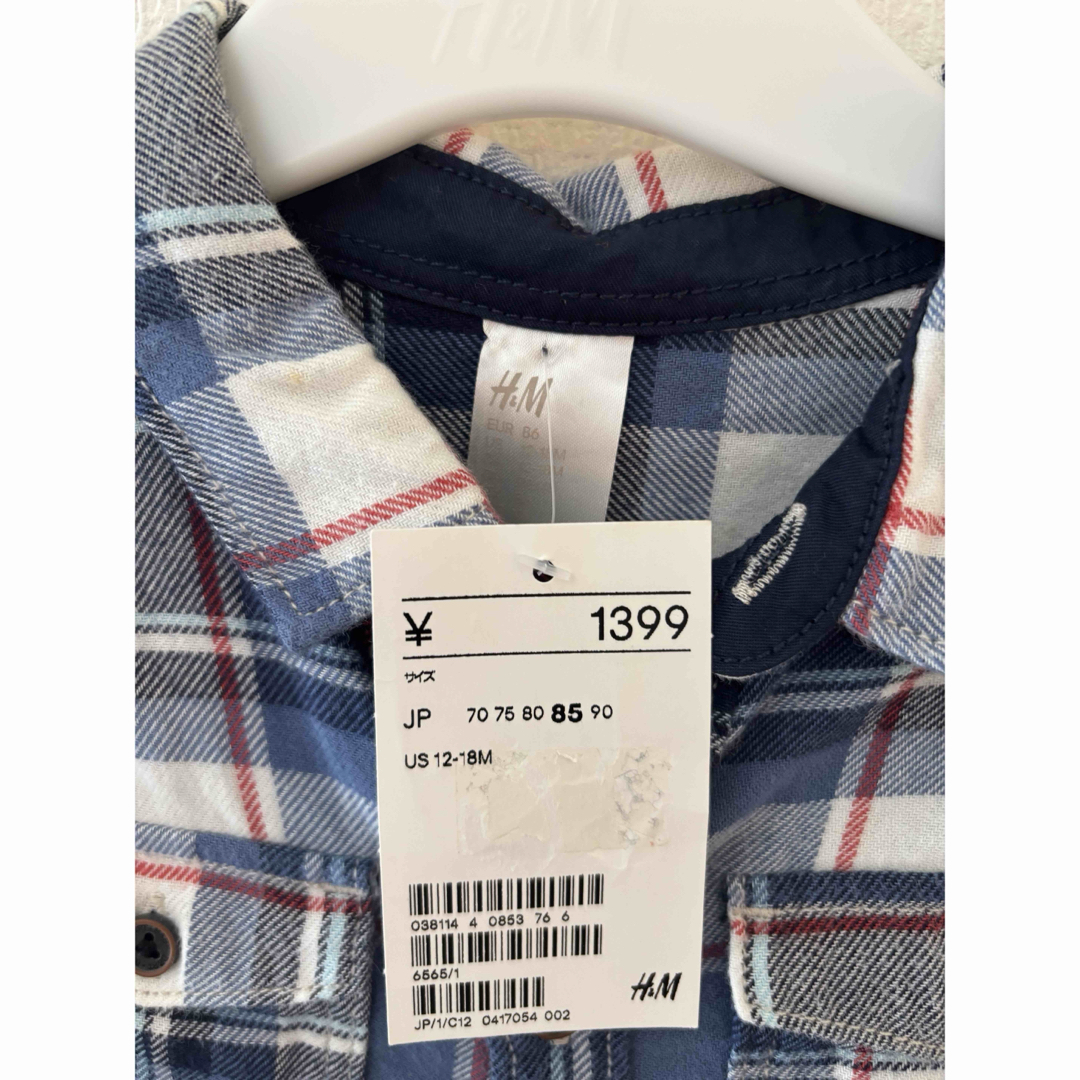 H&M
H&M
EUR 86
US
¥ 1399
サイズ
JP 70 75 80 85 90
US 12-18M
038114 4 0853 76 6
6565/1
H&M
JP/1/C12 0417054 002